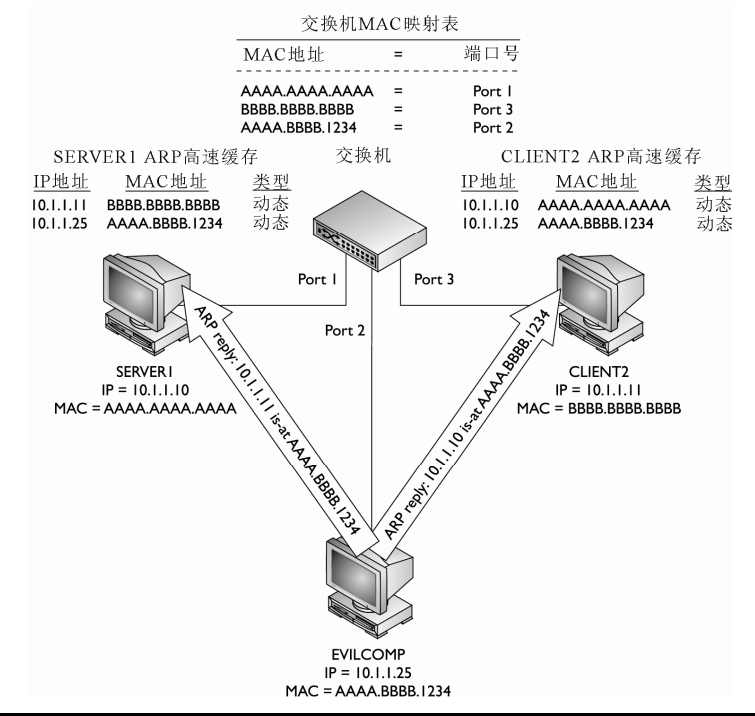 交换机MAC映射表
MAC地址 = 端口号
AAAA.AAAA.AAAA = Port 1
BBBB.BBBB.BBBB = Port 3
AAAA.BBBB.1234 = Port 2
SERVER1 ARP高速缓存
IP地址 MAC地址 类型
10.1.1.11 BBBB.BBBB.BBBB 动态
10.1.1.25 AAAA.BBBB.1234 动态
交换机
CLIENT2 ARP高速缓存
IP地址 MAC地址 类型
10.1.1.10 AAAA.AAAA.AAAA 动态
10.1.1.25 AAAA.BBBB.1234 动态
Port 1
Port 3
Port 2
SERVER1
IP = 10.1.1.10
MAC = AAAA.AAAA.AAAA
CLIENT2
IP = 10.1.1.11
MAC = BBBB.BBBB.BBBB
ARP reply: 10.1.1.11 is-at AAAA.BBBB.1234
ARP reply: 10.1.1.10 is-at AAAA.BBBB.1234
EVILCOMP
IP = 10.1.1.25
MAC = AAAA.BBBB.1234